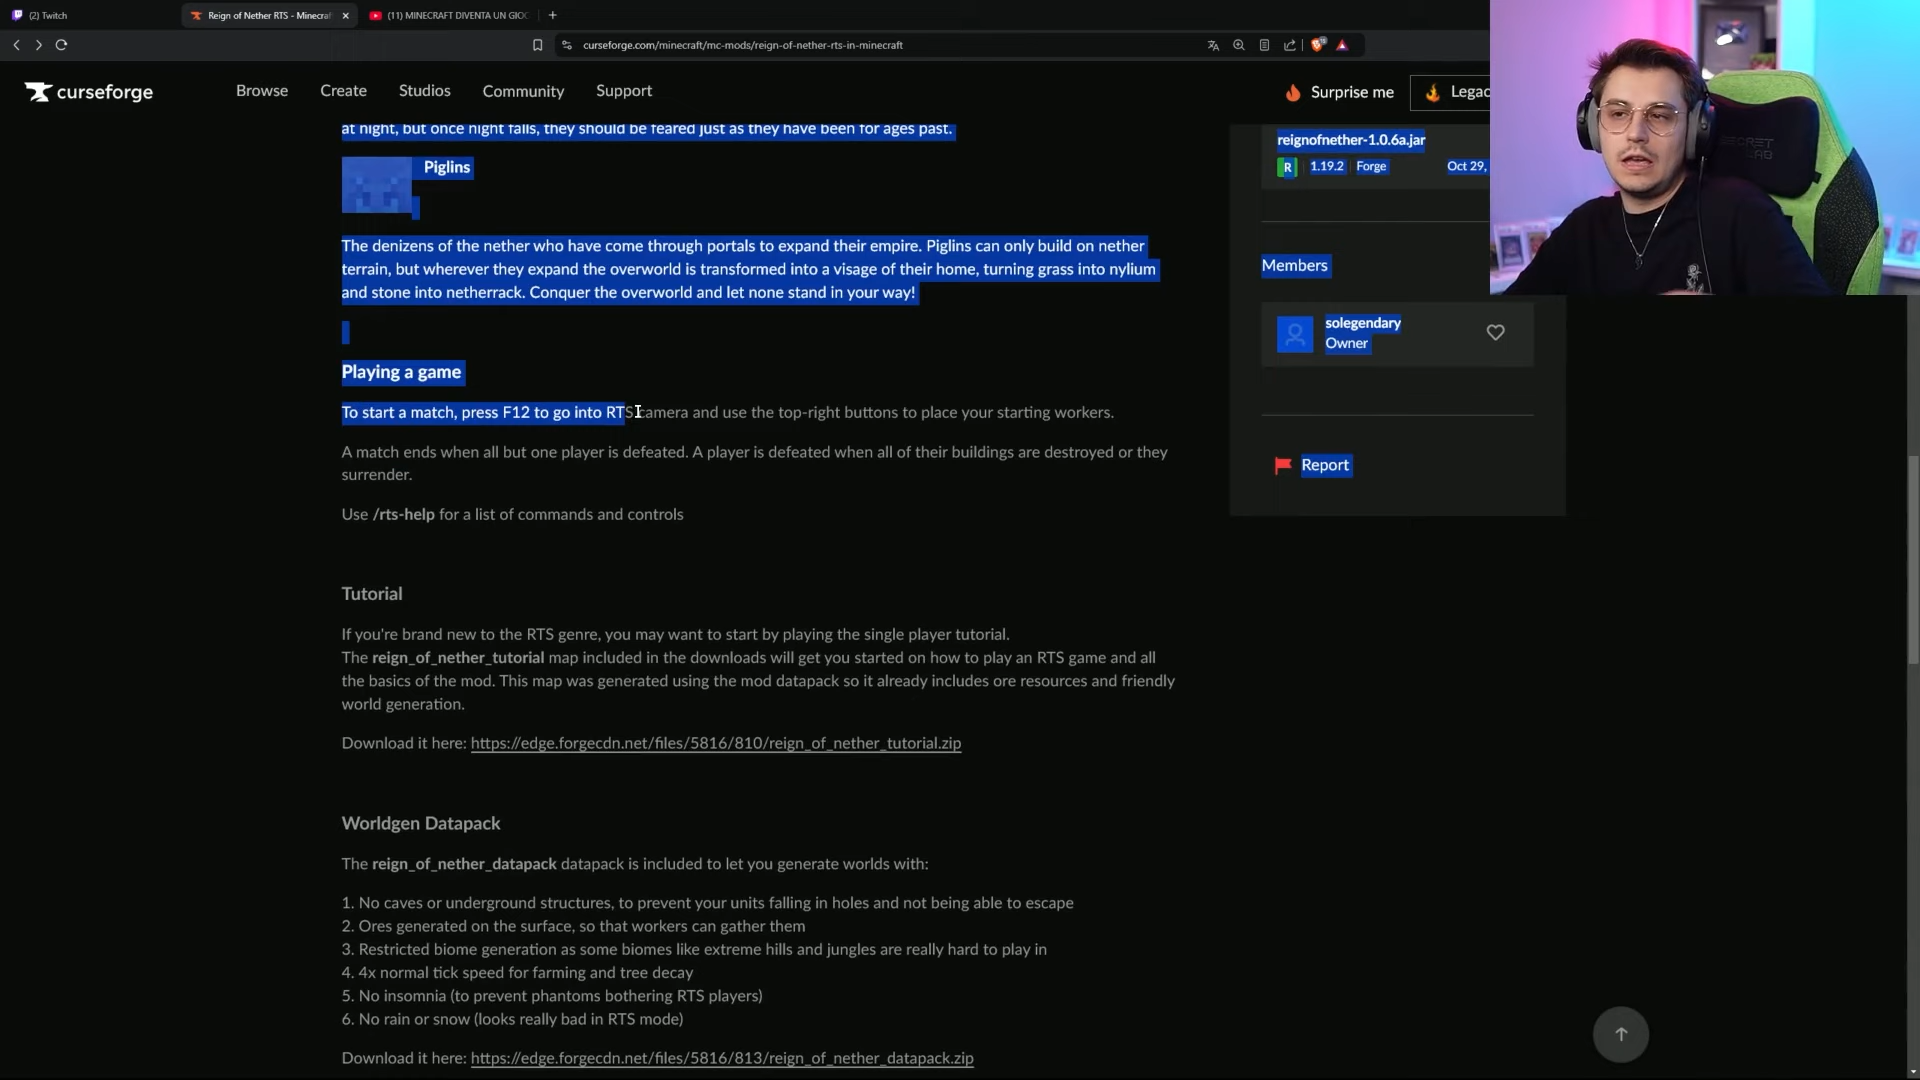 (2) Twitch
Reign of Nether RTS - Minecraf
(11) MINECRAFT DIVENTA UN GIOC
curseforge.com/minecraft/mc-mods/reign-of-nether-rts-in-minecraft
curseforge
Browse
Create
Studios
Community
Support
Surprise me
Legac
at night, but once night falls, they should be feared just as they have been for ages past.
Piglins
The denizens of the nether who have come through portals to expand their empire. Piglins can only build on nether
terrain, but wherever they expand the overworld is transformed into a visage of their home, turning grass into nylium
and stone into netherrack. Conquer the overworld and let none stand in your way!
Playing a game
To start a match, press F12 to go into RTS camera and use the top-right buttons to place your starting workers.
A match ends when all but one player is defeated. A player is defeated when all of their buildings are destroyed or they
surrender.
Use /rts-help for a list of commands and controls
Tutorial
If you're brand new to the RTS genre, you may want to start by playing the single player tutorial.
The reign_of_nether_tutorial map included in the downloads will get you started on how to play an RTS game and all
the basics of the mod. This map was generated using the mod datapack so it already includes ore resources and friendly
world generation.
Download it here: https://edge.forgecdn.net/files/5816/810/reign_of_nether_tutorial.zip
Worldgen Datapack
The reign_of_nether_datapack datapack is included to let you generate worlds with:
1. No caves or underground structures, to prevent your units falling in holes and not being able to escape
2. Ores generated on the surface, so that workers can gather them
3. Restricted biome generation as some biomes like extreme hills and jungles are really hard to play in
4. 4x normal tick speed for farming and tree decay
5. No insomnia (to prevent phantoms bothering RTS players)
6. No rain or snow (looks really bad in RTS mode)
Download it here: https://edge.forgecdn.net/files/5816/813/reign_of_nether_datapack.zip
reignofnether-1.0.6a.jar
R
1.19.2
Forge
Oct 29,
Members
solegendary
Owner
Report
SECRET
LAB